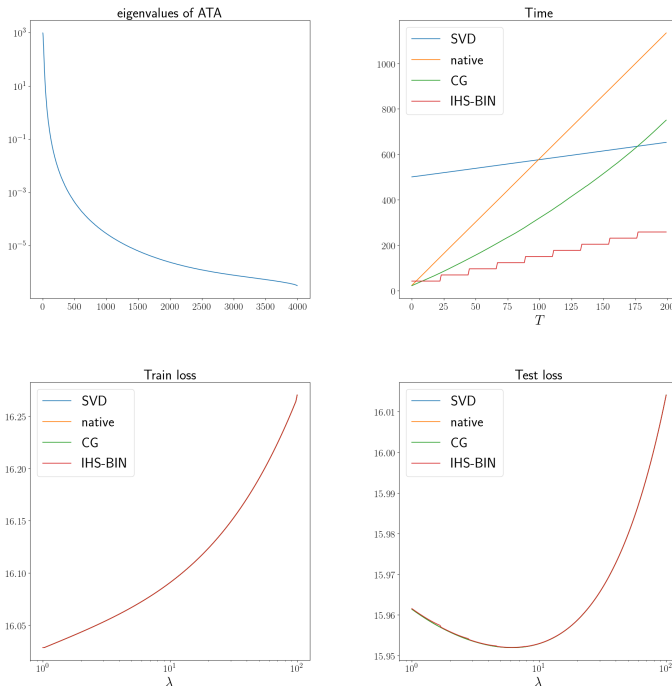 eigenvalues of ATA
10^3
10^1
10^-1
10^-3
10^-5
0 500 1000 1500 2000 2500 3000 3500 4000
Time
SVD
native
CG
IHS-BIN
1000
800
600
400
200
0
0 25 50 75 100 125 150 175 200
T
Train loss
SVD
native
CG
IHS-BIN
16.25
16.20
16.15
16.10
16.05
10^0 10^1 10^2
λ
Test loss
SVD
native
CG
IHS-BIN
16.01
16.00
15.99
15.98
15.97
15.96
15.95
10^0 10^1 10^2
λ